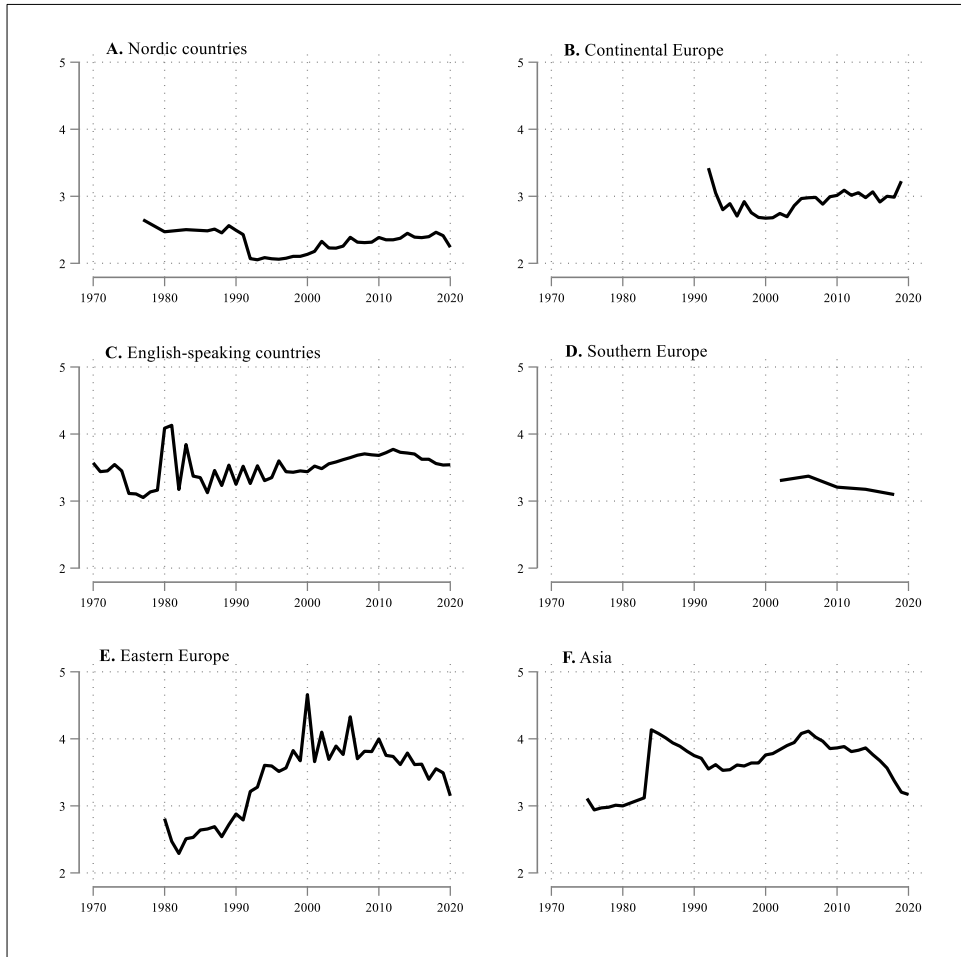 A. Nordic countries
5
4
3
2
1970 1980 1990 2000 2010 2020
B. Continental Europe
5
4
3
2
1970 1980 1990 2000 2010 2020
C. English-speaking countries
5
4
3
2
1970 1980 1990 2000 2010 2020
D. Southern Europe
5
4
3
2
1970 1980 1990 2000 2010 2020
E. Eastern Europe
5
4
3
2
1970 1980 1990 2000 2010 2020
F. Asia
5
4
3
2
1970 1980 1990 2000 2010 2020